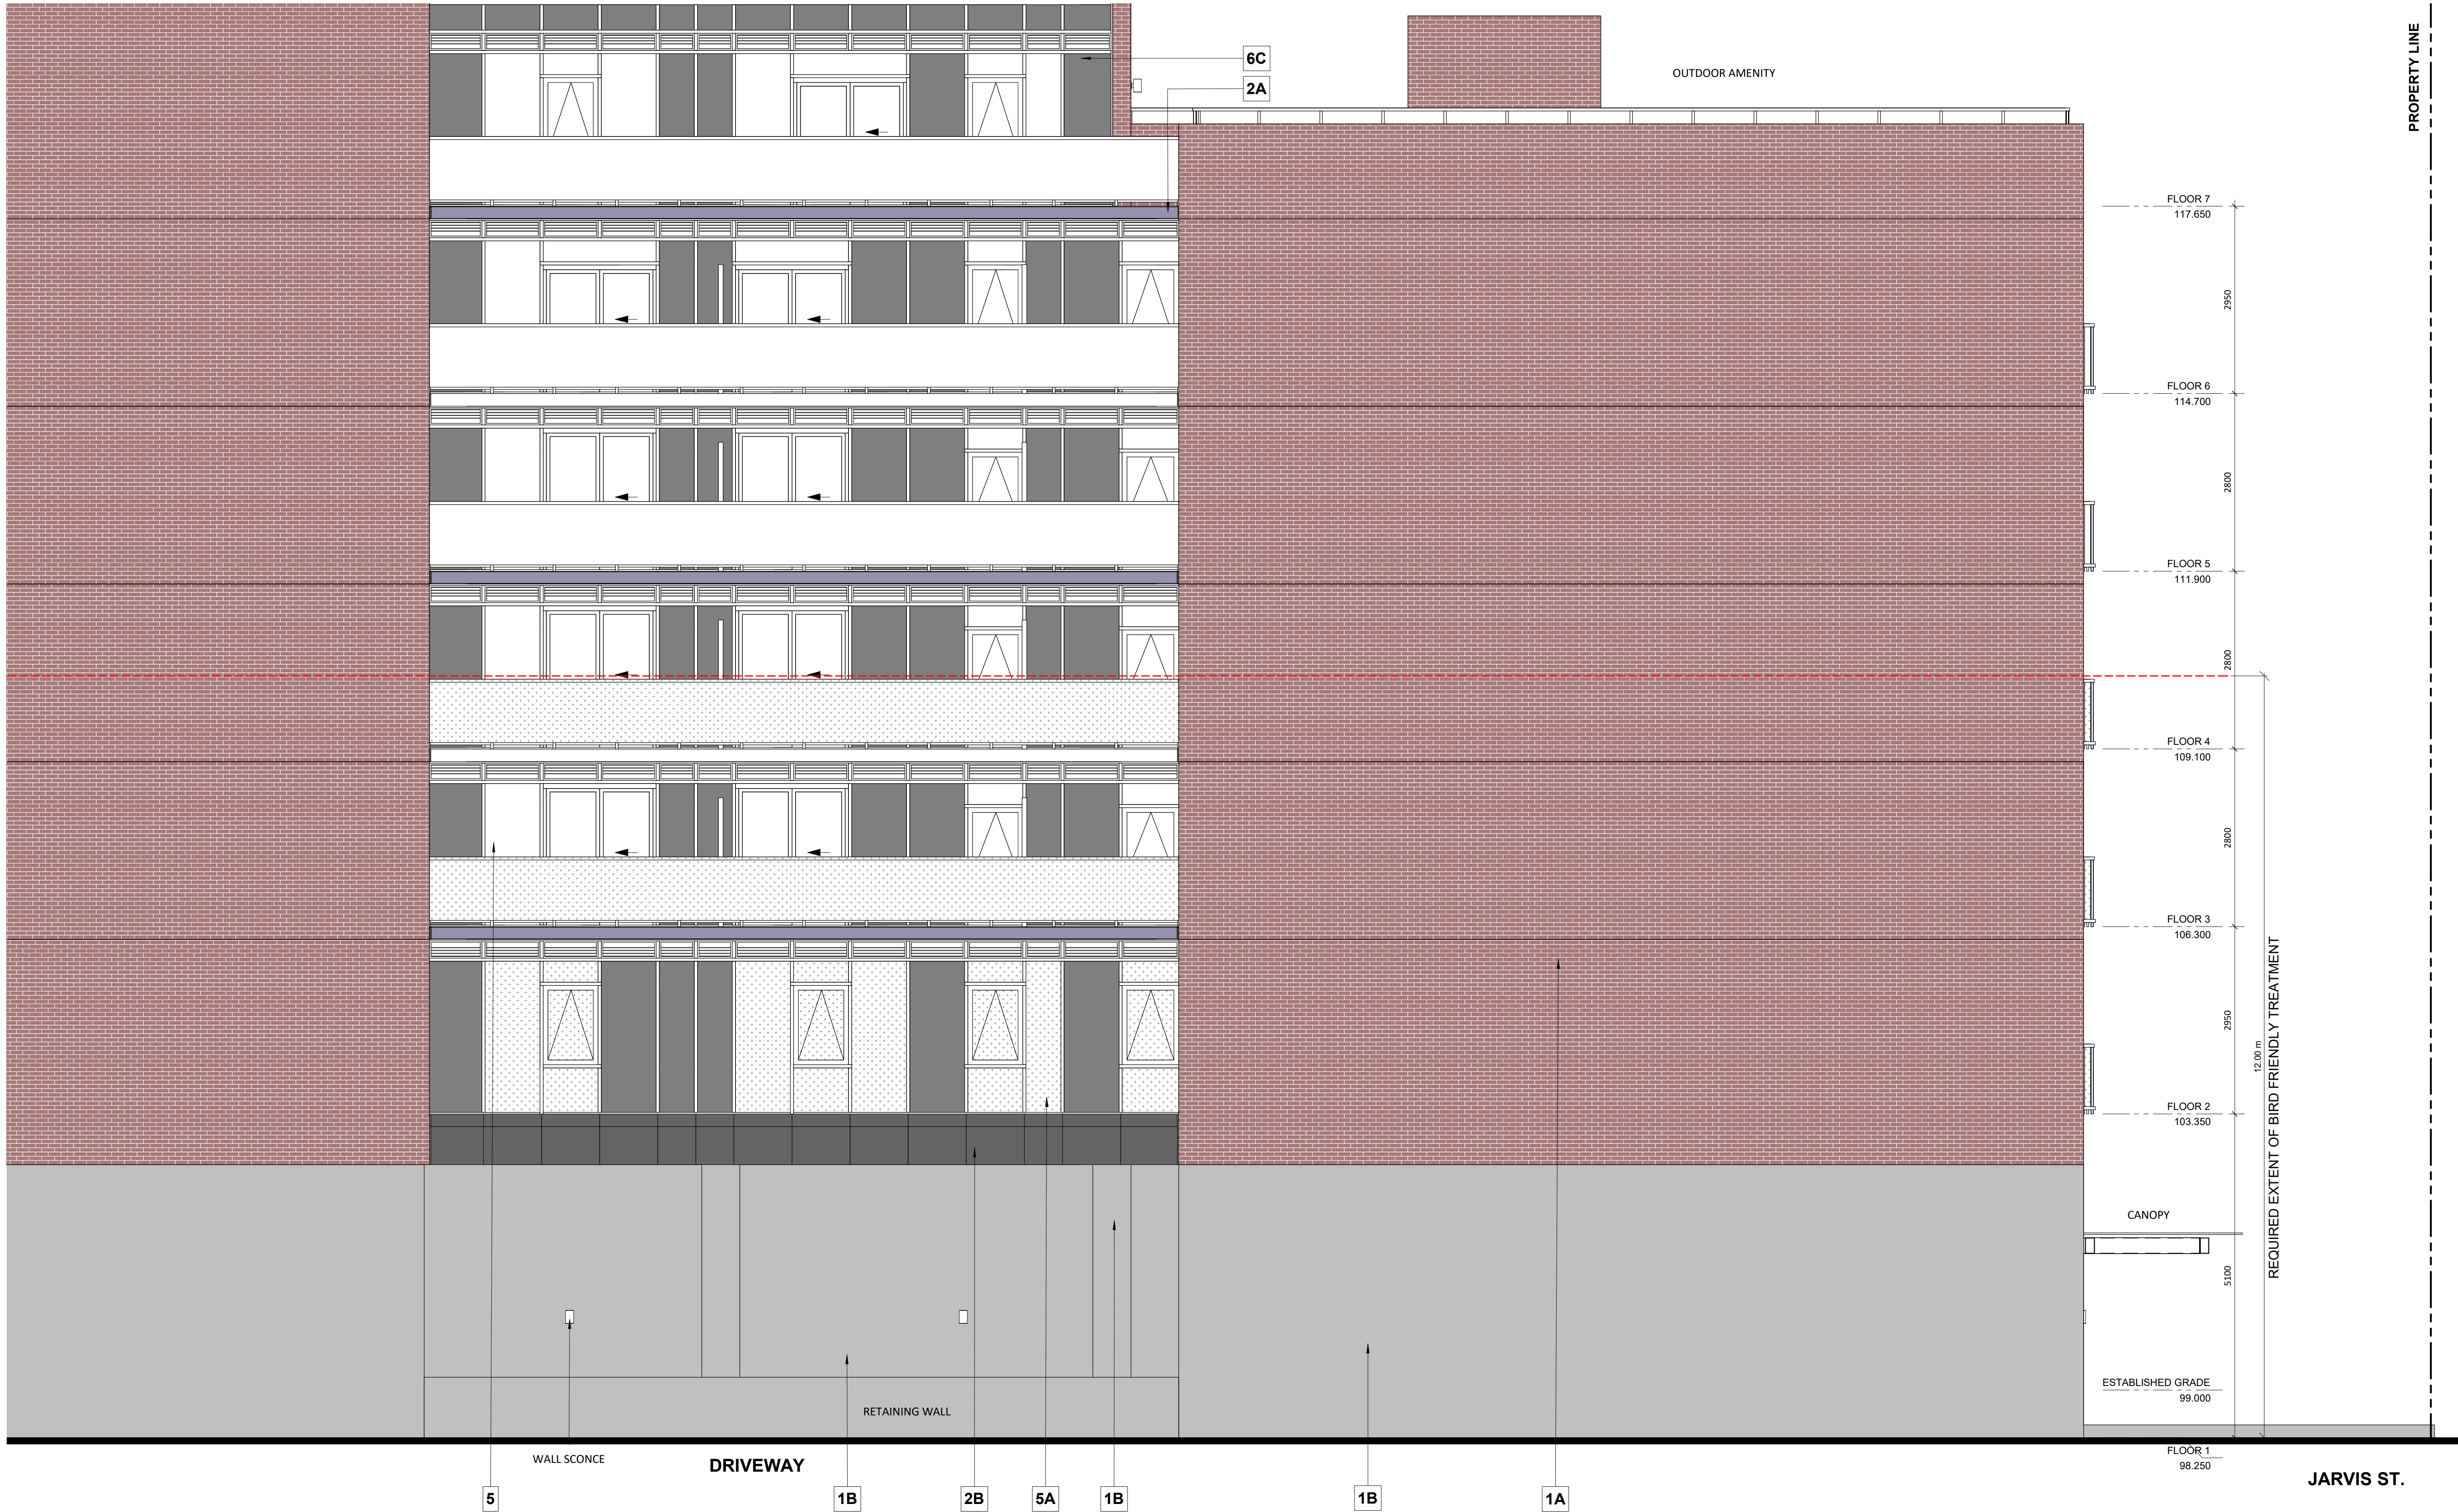 PROPERTY LINE
6C
OUTDOOR AMENITY
2A
FLOOR 7
117.650
2950
FLOOR 6
114.700
2800
FLOOR 5
111.900
2800
FLOOR 4
109.100
2800
FLOOR 3
106.300
2950
12.00 m
REQUIRED EXTENT OF BIRD FRIENDLY TREATMENT
FLOOR 2
103.350
CANOPY
5100
ESTABLISHED GRADE
99.000
RETAINING WALL
FLOOR 1
98.250
WALL SCONCE
DRIVEWAY
JARVIS ST.
5
1B
2B
5A
1B
1B
1A